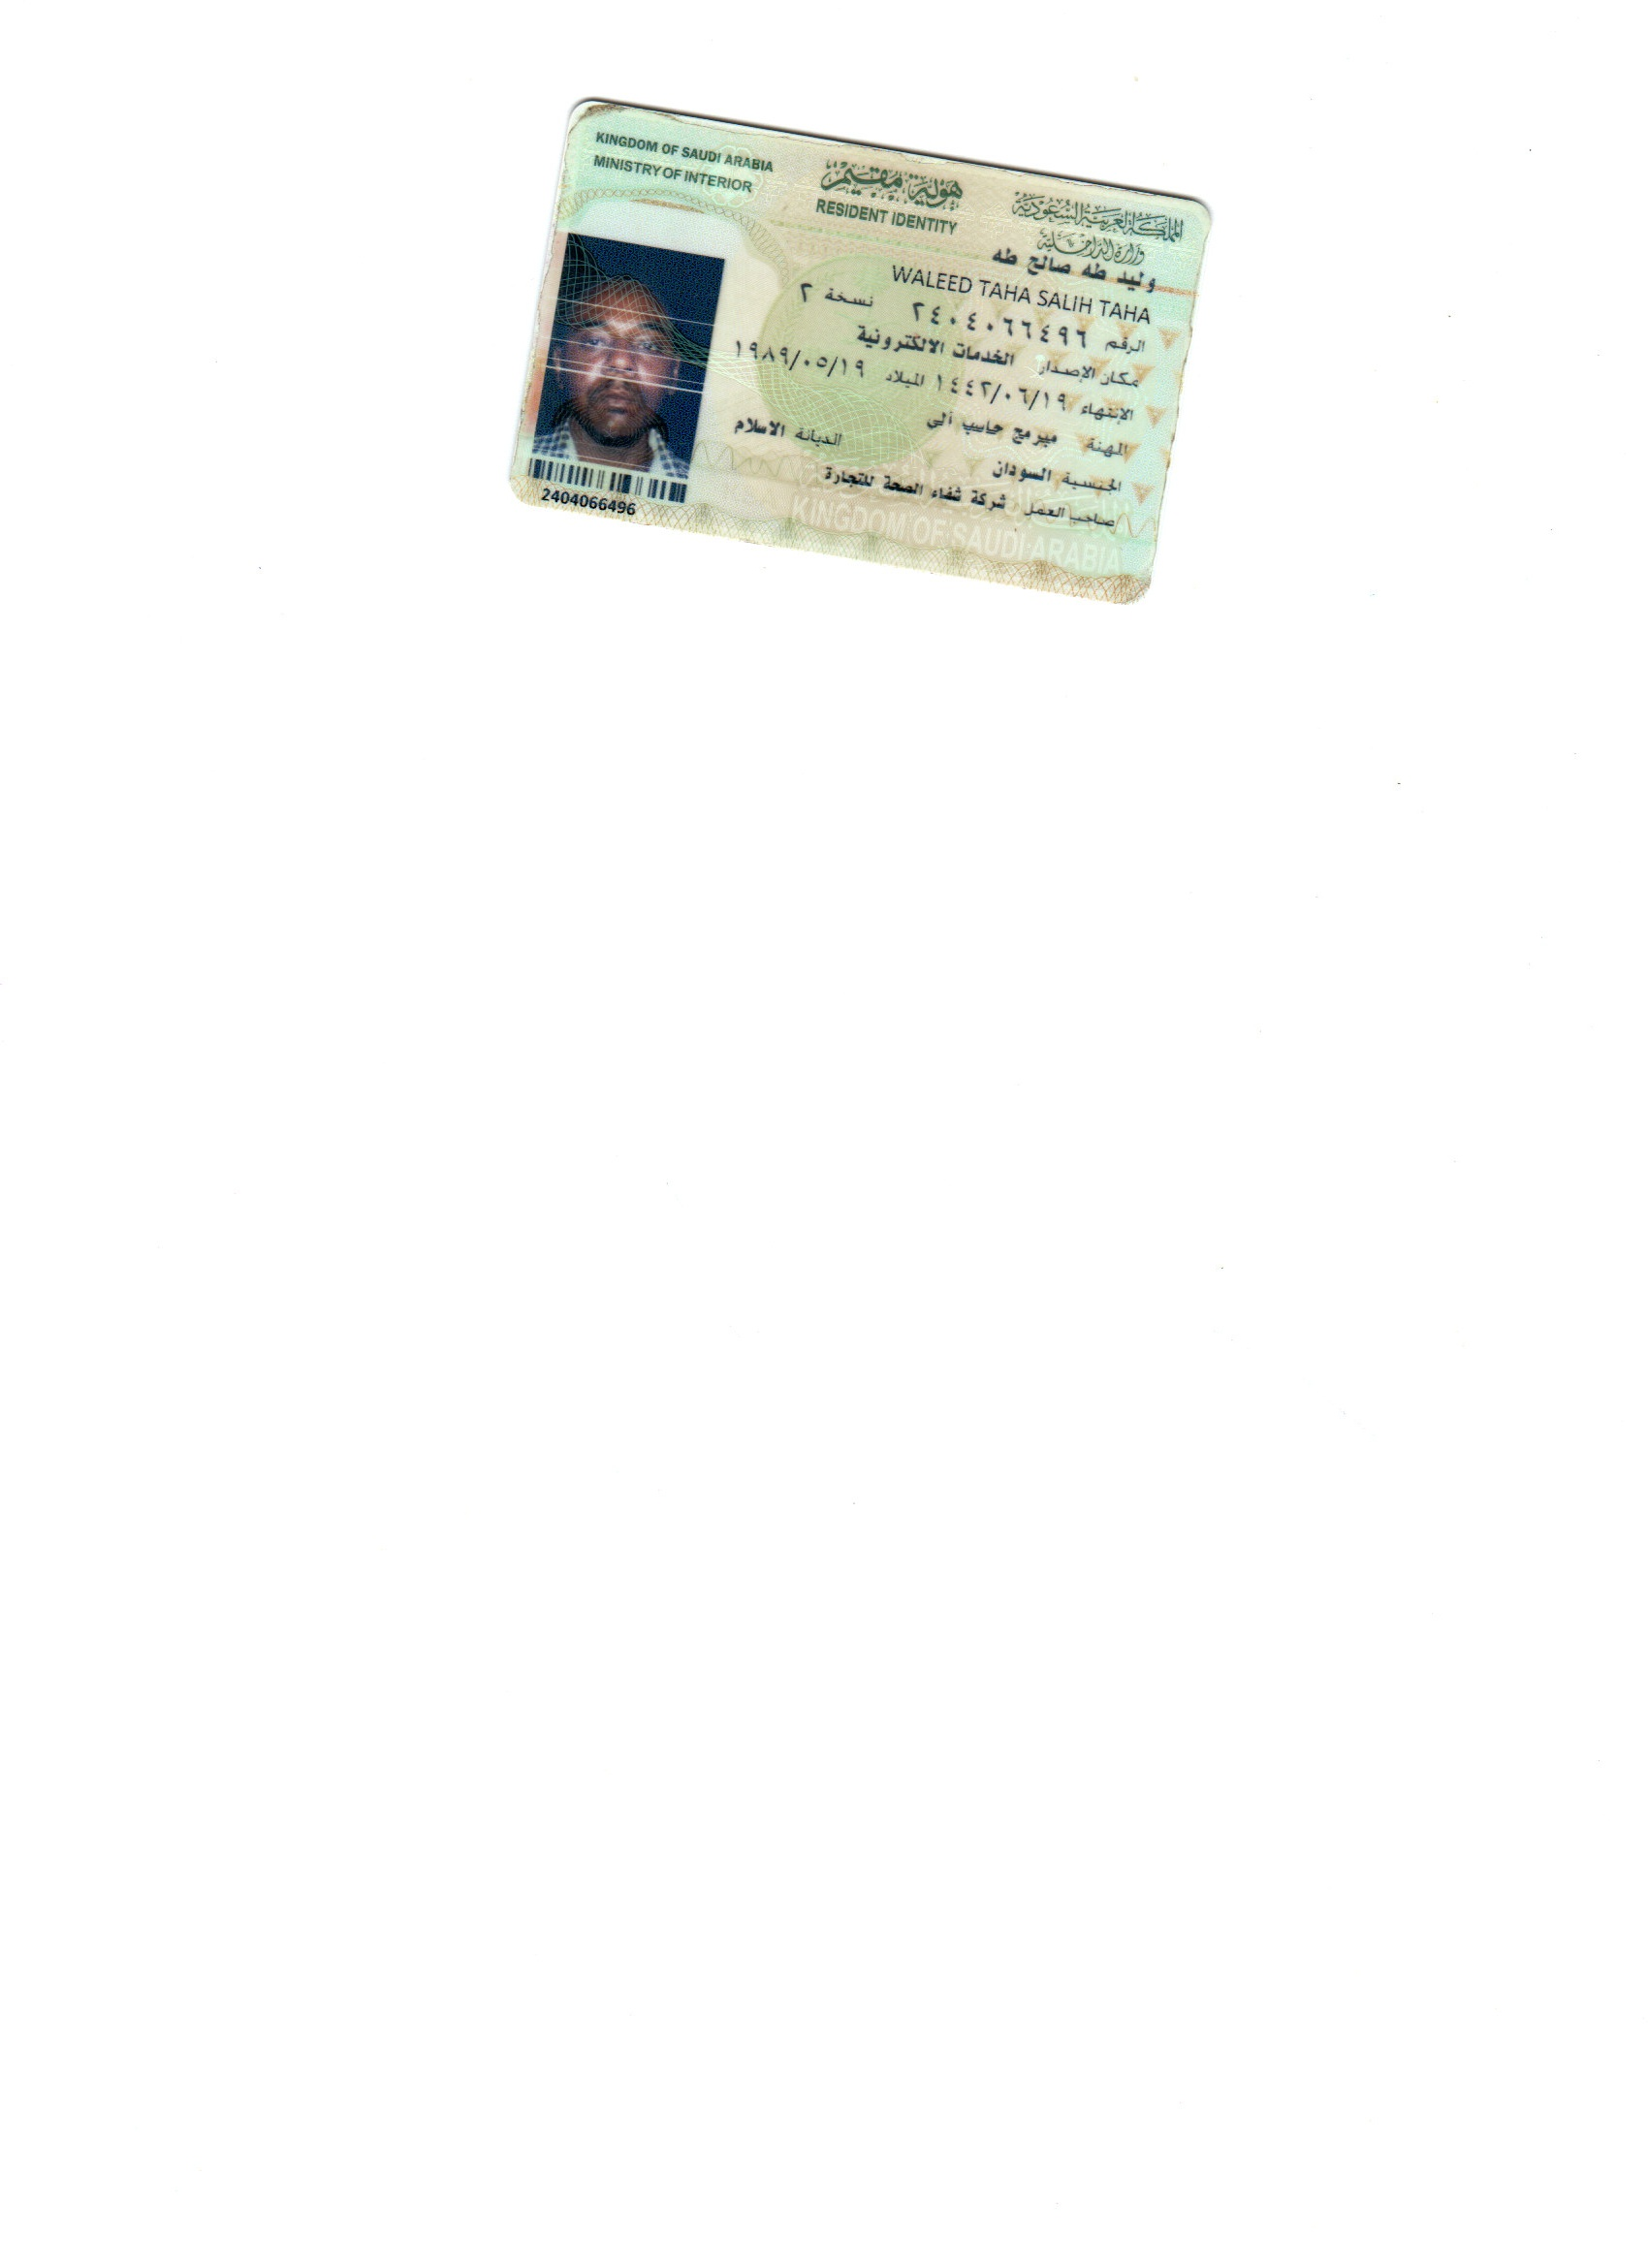 KINGDOM OF SAUDI ARABIA
MINISTRY OF INTERIOR
هوية مقيم
RESIDENT IDENTITY
المملكة العربية السعودية
وزارة الداخلية
وليد طه صالح طه
WALEED TAHA SALIH TAHA
الرقم ٢٤٠٤٠٦٦٤٩٦ نسخة ٢
مكان الإصدار الخدمات الالكترونية
الإنتهاء ١٤٤٢/٠٦/١٩ الميلاد ١٩٨٩/٠٥/١٩
المهنة مبرمج حاسب آلي
الجنسية السودان الديانة الاسلام
صاحب العمل شركة شفاء الصحة للتجارة
KINGDOM OF SAUDI ARABIA
2404066496